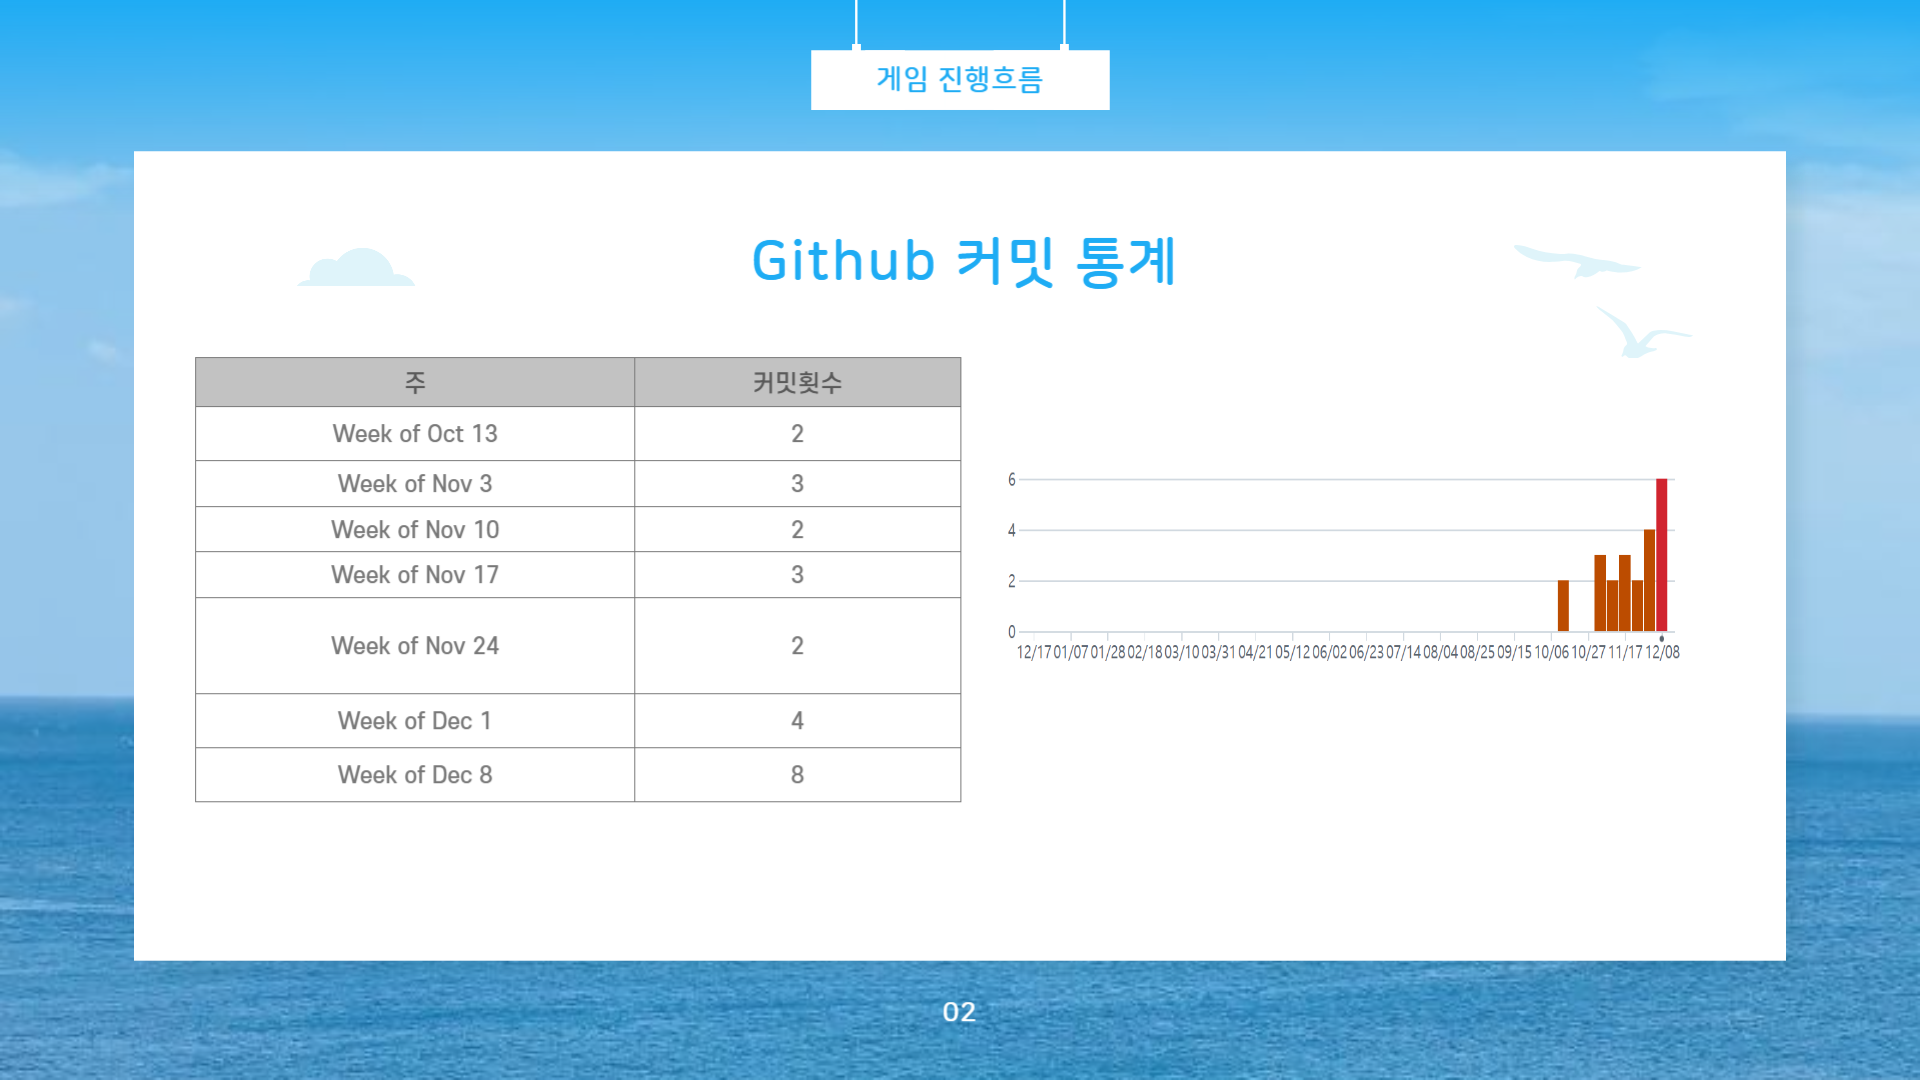 게임 진행흐름
Github 커밋 통계
주 커밋횟수
Week of Oct 13 2
Week of Nov 3 3
Week of Nov 10 2
Week of Nov 17 3
Week of Nov 24 2
Week of Dec 1 4
Week of Dec 8 8
6
4
2
0
12/17 01/07 01/28 02/18 03/10 03/31 04/21 05/12 06/02 06/23 07/14 08/04 08/25 09/15 10/06 10/27 11/17 12/08
02